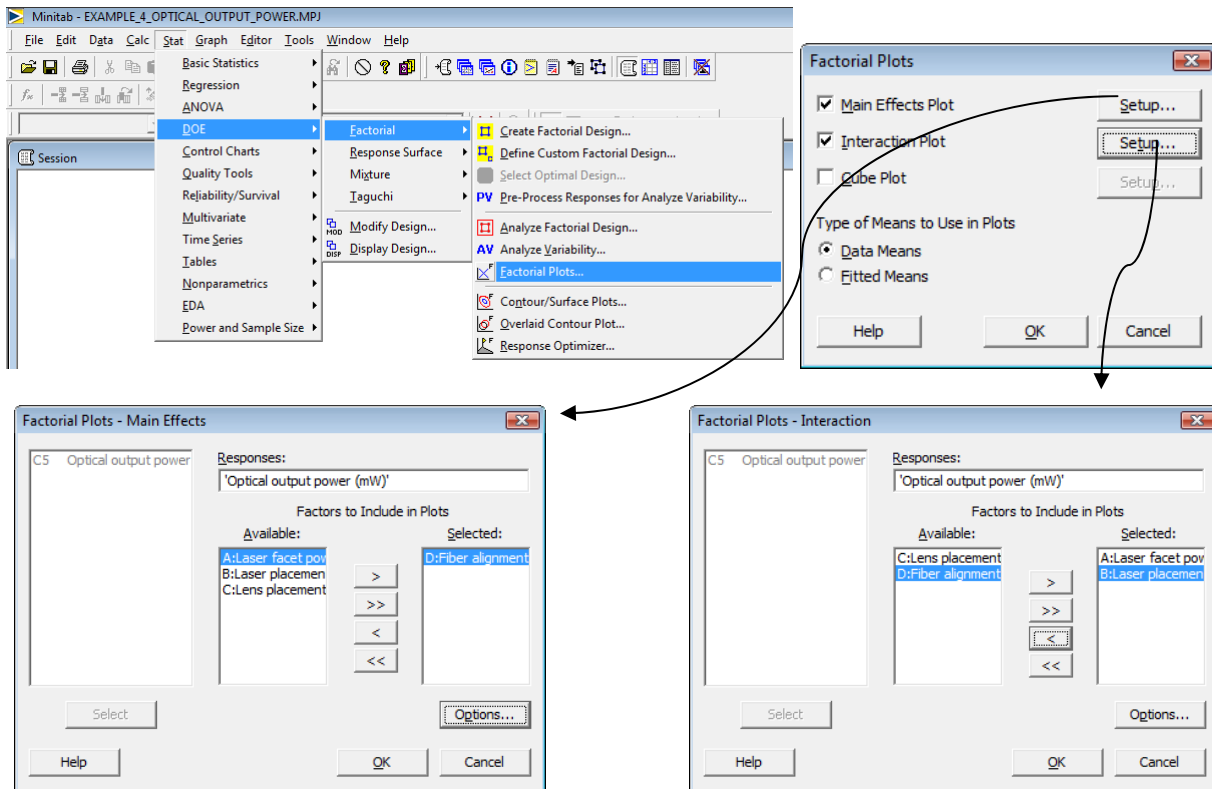 Minitab - EXAMPLE_4_OPTICAL_OUTPUT_POWER.MPJ
File Edit Data Calc Stat Graph Editor Tools Window Help
Session
Basic Statistics
Regression
ANOVA
DOE
Control Charts
Quality Tools
Reliability/Survival
Multivariate
Time Series
Tables
Nonparametrics
EDA
Power and Sample Size
Factorial
Response Surface
Mixture
Taguchi
MOD Modify Design...
DISP Display Design...
Create Factorial Design...
Define Custom Factorial Design...
Select Optimal Design...
PV Pre-Process Responses for Analyze Variability...
Analyze Factorial Design...
AV Analyze Variability...
Factorial Plots...
Contour/Surface Plots...
Overlaid Contour Plot...
Response Optimizer...
Factorial Plots
Main Effects Plot Setup...
Interaction Plot Setup...
Cube Plot Setup...
Type of Means to Use in Plots
Data Means
Fitted Means
Help OK Cancel
Factorial Plots - Main Effects
C5 Optical output power
Responses:
'Optical output power (mW)'
Factors to Include in Plots
Available: Selected:
A:Laser facet pow
B:Laser placemen
C:Lens placement
D:Fiber alignment
>
>>
<
<<
Select Options...
Help OK Cancel
Factorial Plots - Interaction
C5 Optical output power
Responses:
'Optical output power (mW)'
Factors to Include in Plots
Available: Selected:
C:Lens placement
D:Fiber alignment
A:Laser facet pow
B:Laser placemen
>
>>
<
<<
Select Options...
Help OK Cancel